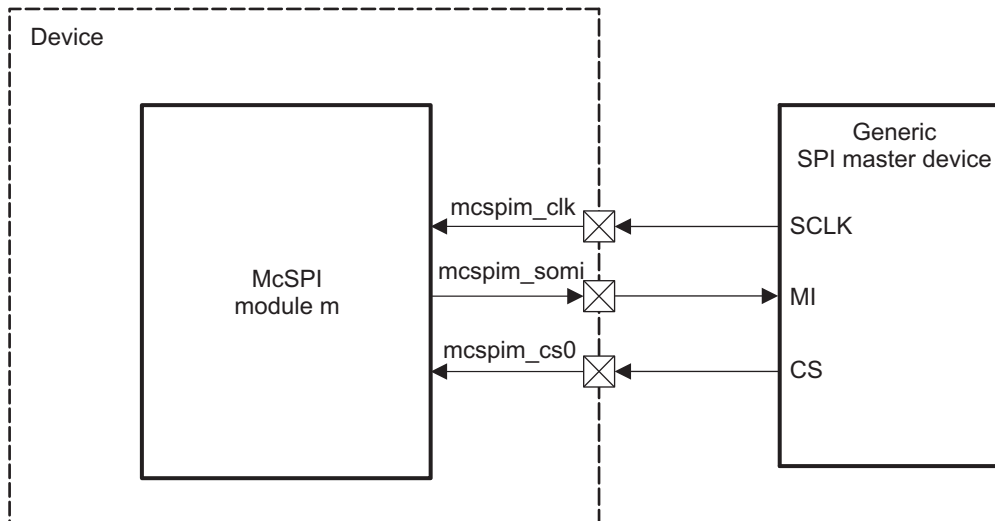 Device
Generic
SPI master device
mcspim_clk
SCLK
McSPI
module m
mcspim_somi
MI
mcspim_cs0
CS